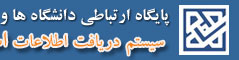 پایگاه ارتباطی دانشگاه ها و
سیستم دریافت اطلاعات